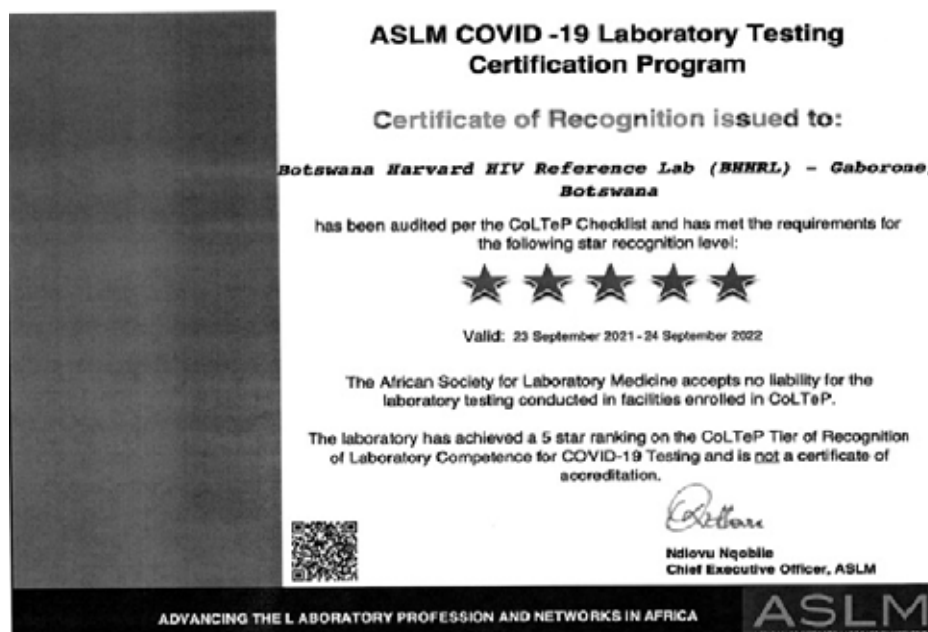 ASLM COVID -19 Laboratory Testing
Certification Program
Certificate of Recognition issued to:
Botswana Harvard HIV Reference Lab (BHHRL) - Gaborone,
Botswana
has been audited per the CoLTeP Checklist and has met the requirements for
the following star recognition level:
Valid: 23 September 2021 - 24 September 2022
The African Society for Laboratory Medicine accepts no liability for the
laboratory testing conducted in facilities enrolled in CoLTeP.
The laboratory has achieved a 5 star ranking on the CoLTeP Tier of Recognition
of Laboratory Competence for COVID-19 Testing and is not a certificate of
accreditation.
Ndlovu Nqobile
Chief Executive Officer, ASLM
ADVANCING THE L ABORATORY PROFESSION AND NETWORKS IN AFRICA
ASLM